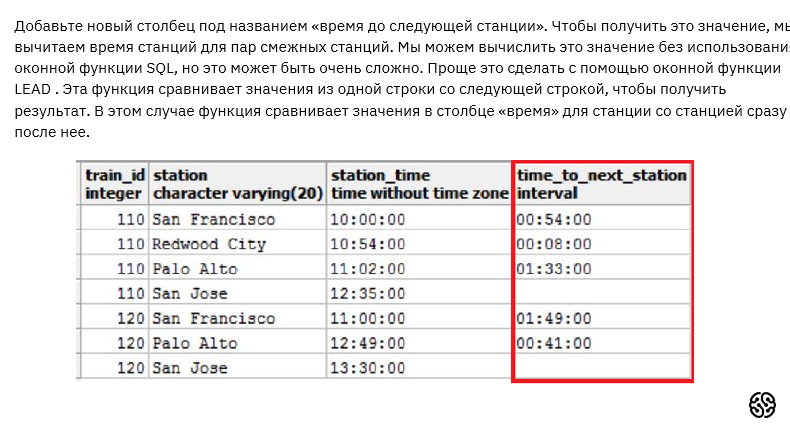 Добавьте новый столбец под названием «время до следующей станции». Чтобы получить это значение, мы
вычитаем время станций для пар смежных станций. Мы можем вычислить это значение без использовани
оконной функции SQL, но это может быть очень сложно. Проще это сделать с помощью оконной функции
LEAD . Эта функция сравнивает значения из одной строки со следующей строкой, чтобы получить
результат. В этом случае функция сравнивает значения в столбце «время» для станции со станцией сразу
после нее.
train_id station station_time time_to_next_station
integer character varying(20) time without time zone interval
110 San Francisco 10:00:00 00:54:00
110 Redwood City 10:54:00 00:08:00
110 Palo Alto 11:02:00 01:33:00
110 San Jose 12:35:00
120 San Francisco 11:00:00 01:49:00
120 Palo Alto 12:49:00 00:41:00
120 San Jose 13:30:00